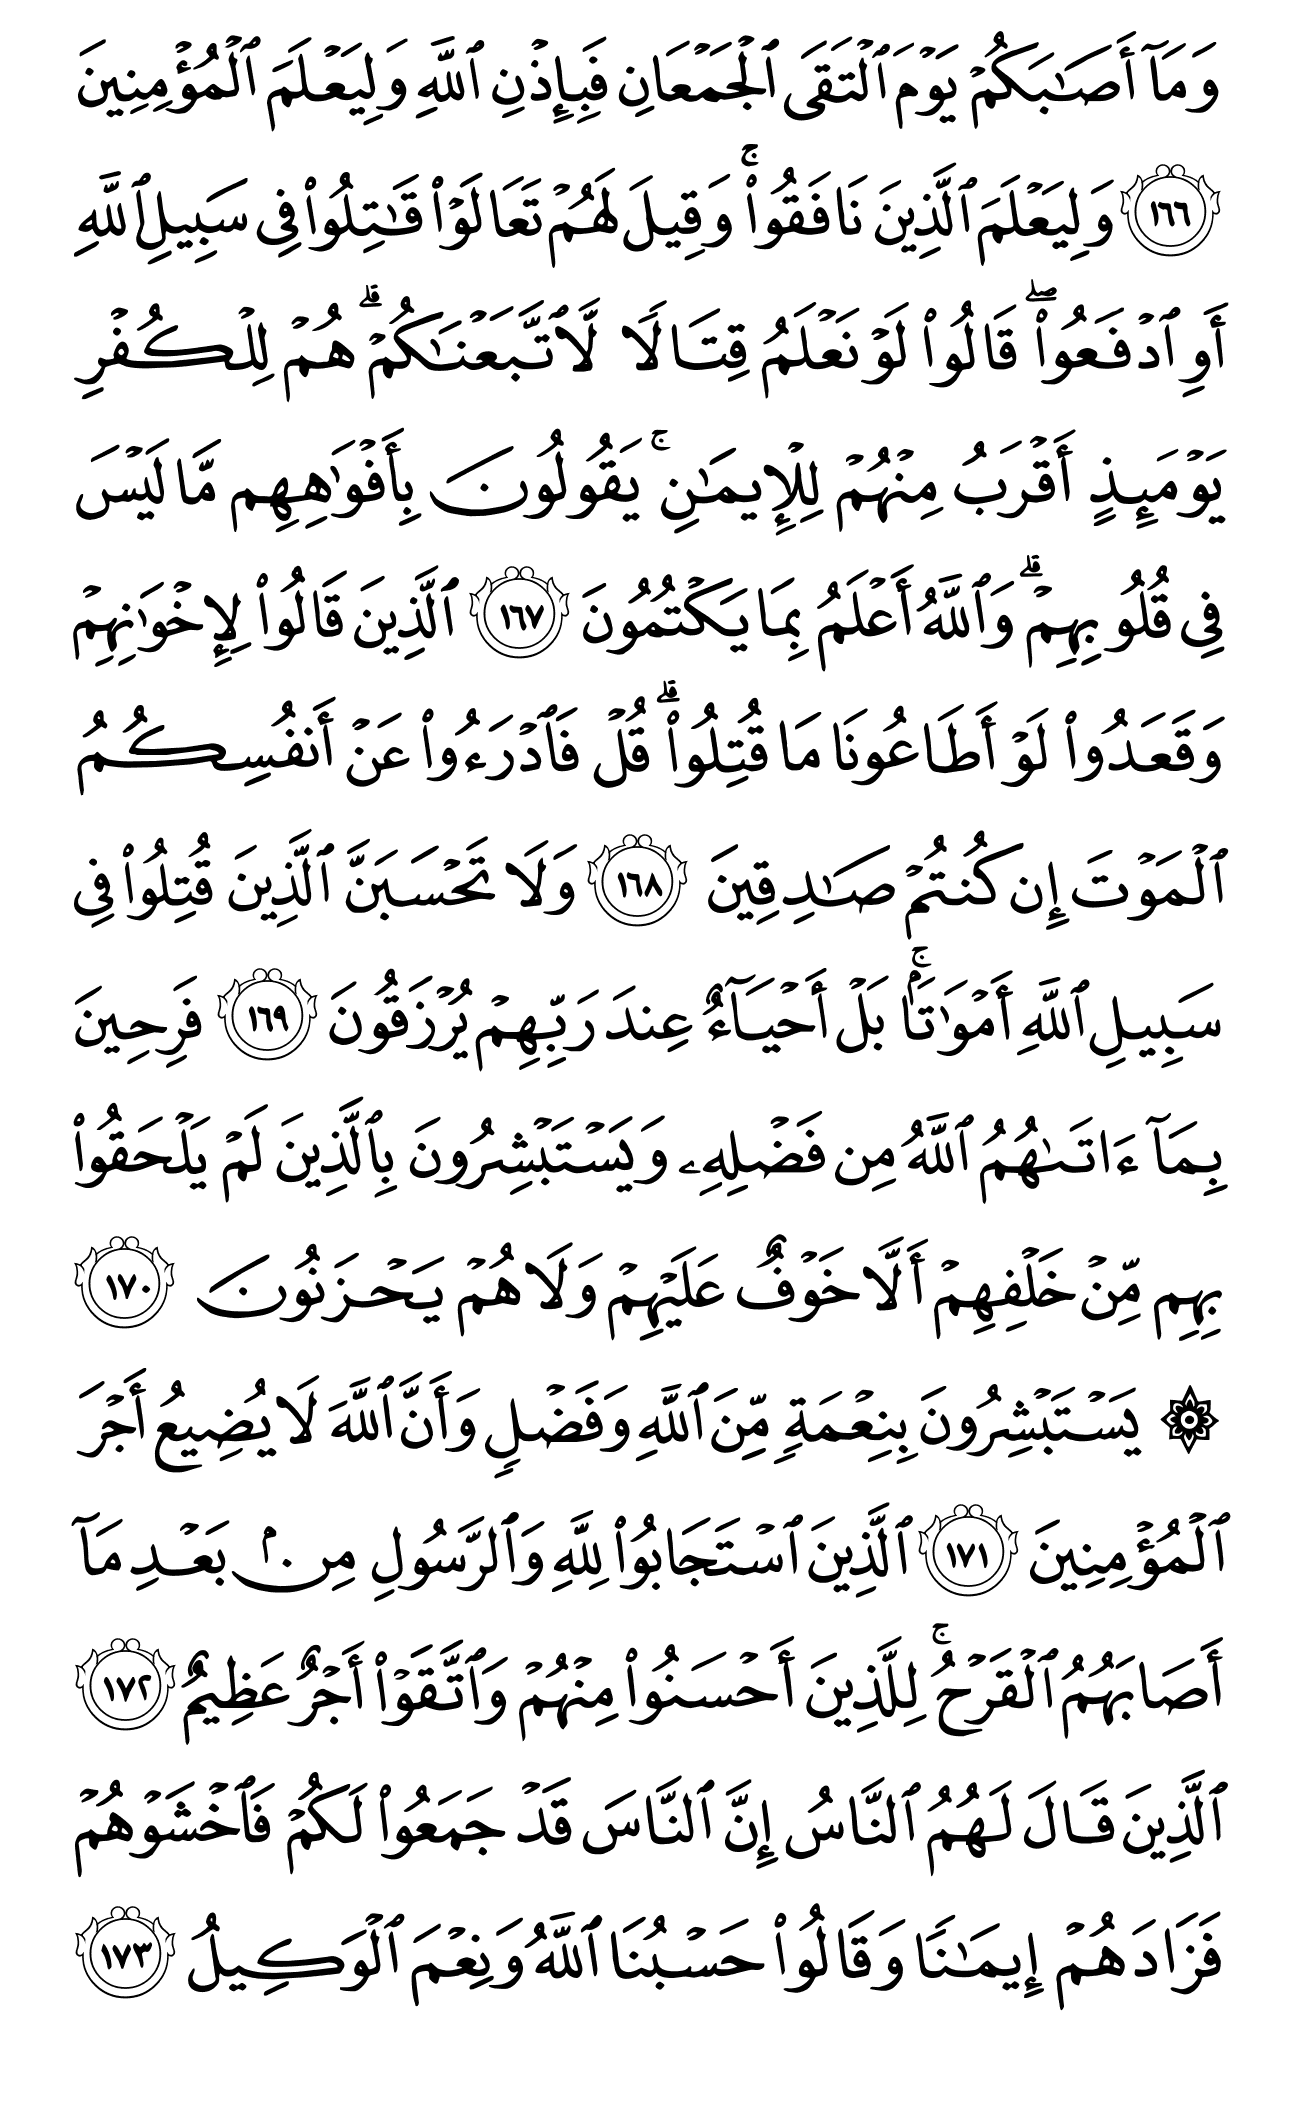 وَمَآ أَصَٰبَكُمْ يَوْمَ ٱلْتَقَى ٱلْجَمْعَانِ فَبِإِذْنِ ٱللَّهِ وَلِيَعْلَمَ ٱلْمُؤْمِنِينَ
١٦٦ وَلِيَعْلَمَ ٱلَّذِينَ نَافَقُوا۟ ۚ وَقِيلَ لَهُمْ تَعَالَوْا۟ قَٰتِلُوا۟ فِى سَبِيلِ ٱللَّهِ
أَوِ ٱدْفَعُوا۟ ۖ قَالُوا۟ لَوْ نَعْلَمُ قِتَالًا لَّٱتَّبَعْنَٰكُمْ ۗ هُمْ لِلْكُفْرِ
يَوْمَئِذٍ أَقْرَبُ مِنْهُمْ لِلْإِيمَٰنِ ۚ يَقُولُونَ بِأَفْوَٰهِهِم مَّا لَيْسَ
فِى قُلُوبِهِمْ ۗ وَٱللَّهُ أَعْلَمُ بِمَا يَكْتُمُونَ ١٦٧ ٱلَّذِينَ قَالُوا۟ لِإِخْوَٰنِهِمْ
وَقَعَدُوا۟ لَوْ أَطَاعُونَا مَا قُتِلُوا۟ ۗ قُلْ فَٱدْرَءُوا۟ عَنْ أَنفُسِكُمُ
ٱلْمَوْتَ إِن كُنتُمْ صَٰدِقِينَ ١٦٨ وَلَا تَحْسَبَنَّ ٱلَّذِينَ قُتِلُوا۟ فِى
سَبِيلِ ٱللَّهِ أَمْوَٰتًۢا ۚ بَلْ أَحْيَآءٌ عِندَ رَبِّهِمْ يُرْزَقُونَ ١٦٩ فَرِحِينَ
بِمَآ ءَاتَىٰهُمُ ٱللَّهُ مِن فَضْلِهِۦ وَيَسْتَبْشِرُونَ بِٱلَّذِينَ لَمْ يَلْحَقُوا۟
بِهِم مِّنْ خَلْفِهِمْ أَلَّا خَوْفٌ عَلَيْهِمْ وَلَا هُمْ يَحْزَنُونَ ١٧٠
۞ يَسْتَبْشِرُونَ بِنِعْمَةٍ مِّنَ ٱللَّهِ وَفَضْلٍ وَأَنَّ ٱللَّهَ لَا يُضِيعُ أَجْرَ
ٱلْمُؤْمِنِينَ ١٧١ ٱلَّذِينَ ٱسْتَجَابُوا۟ لِلَّهِ وَٱلرَّسُولِ مِنۢ بَعْدِ مَآ
أَصَابَهُمُ ٱلْقَرْحُ ۚ لِلَّذِينَ أَحْسَنُوا۟ مِنْهُمْ وَٱتَّقَوْا۟ أَجْرٌ عَظِيمٌ ١٧٢
ٱلَّذِينَ قَالَ لَهُمُ ٱلنَّاسُ إِنَّ ٱلنَّاسَ قَدْ جَمَعُوا۟ لَكُمْ فَٱخْشَوْهُمْ
فَزَادَهُمْ إِيمَٰنًا وَقَالُوا۟ حَسْبُنَا ٱللَّهُ وَنِعْمَ ٱلْوَكِيلُ ١٧٣